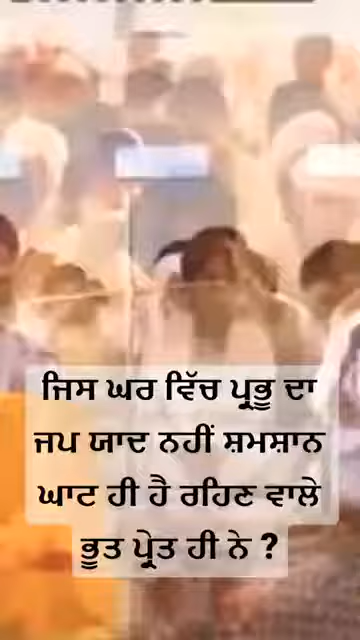 ਜਿਸ ਘਰ ਵਿੱਚ ਪ੍ਰਭੂ ਦਾ
ਜਪ ਯਾਦ ਨਹੀਂ ਸ਼ਮਸ਼ਾਨ
ਘਾਟ ਹੀ ਹੈ ਰਹਿਣ ਵਾਲੇ
ਭੂਤ ਪ੍ਰੇਤ ਹੀ ਨੇ ?